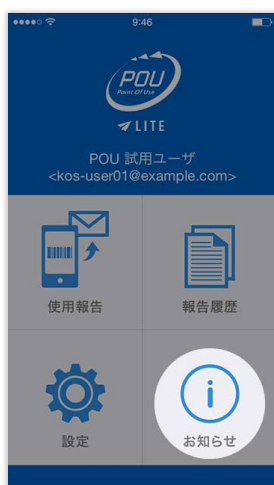 9:46
POU
Point Of Use
LITE
POU 試用ユーザ
<kos-user01@example.com>
使用報告
報告履歴
設定
お知らせ